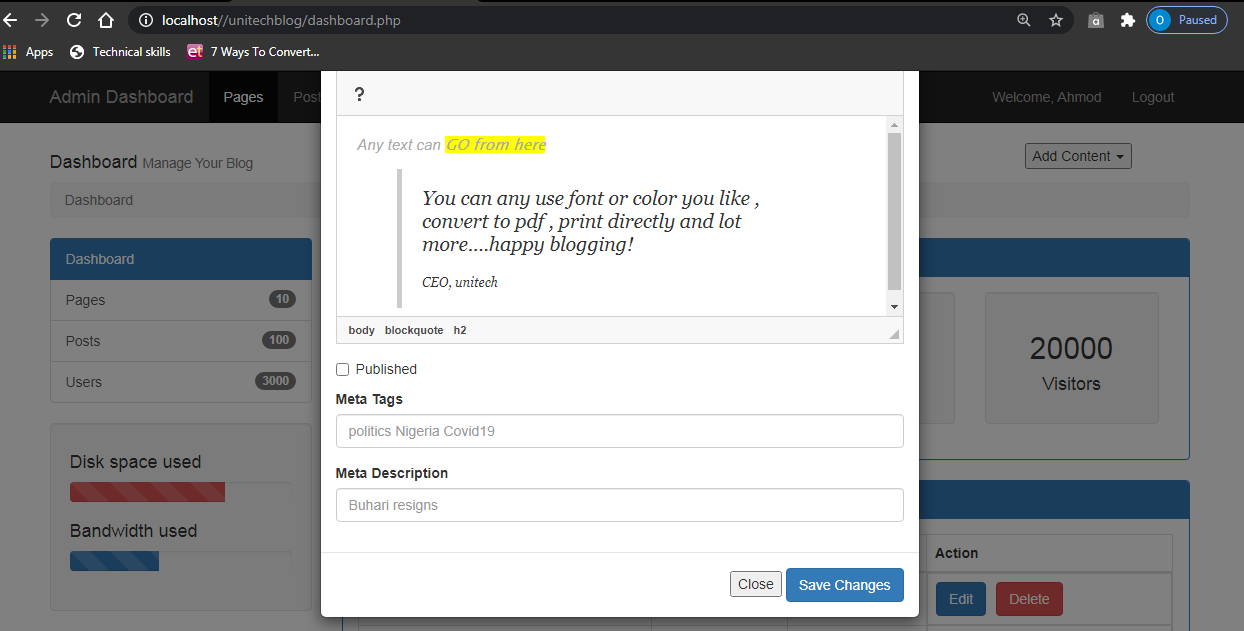 localhost//unitechblog/dashboard.php
O Paused
Apps Technical skills et 7 Ways To Convert...
Admin Dashboard Pages Post Welcome, Ahmod Logout
?
Dashboard Manage Your Blog
Add Content
Dashboard
Any text can GO from here
You can any use font or color you like ,
convert to pdf , print directly and lot
more....happy blogging!
CEO, unitech
body blockquote h2
Dashboard
Pages 10
Posts 100
Users 3000
20000
Visitors
Published
Meta Tags
politics Nigeria Covid19
Meta Description
Buhari resigns
Disk space used
Bandwidth used
Close Save Changes
Action
Edit Delete